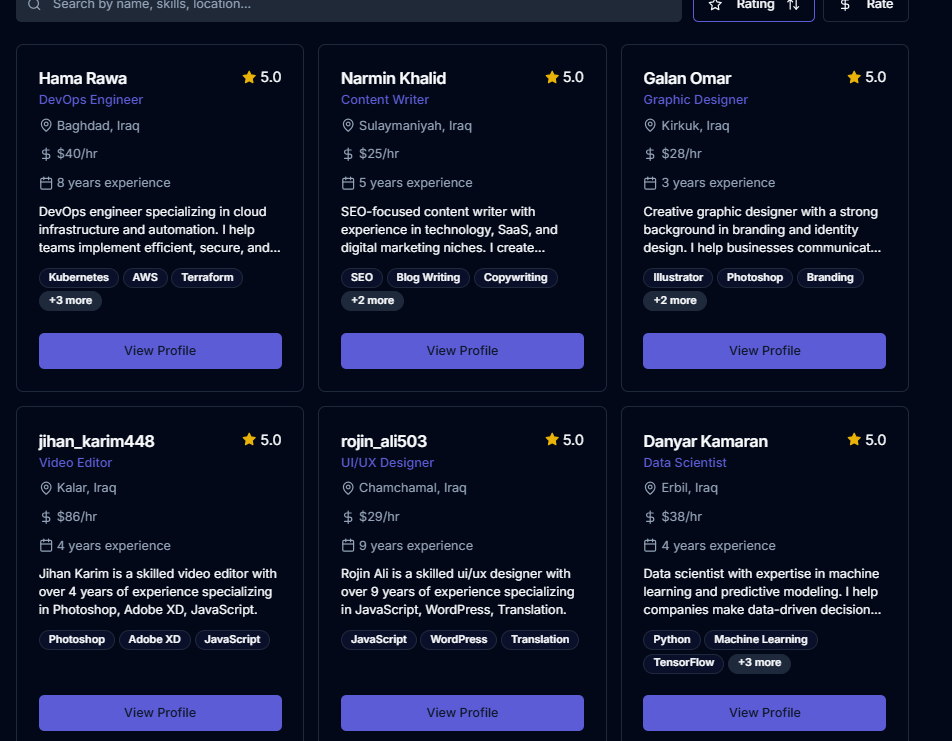 Search by name, skills, location...
Rating
Rate
Hama Rawa
5.0
DevOps Engineer
Baghdad, Iraq
$40/hr
8 years experience
DevOps engineer specializing in cloud
infrastructure and automation. I help
teams implement efficient, secure, and...
Kubernetes AWS Terraform
+3 more
View Profile
Narmin Khalid
5.0
Content Writer
Sulaymaniyah, Iraq
$25/hr
5 years experience
SEO-focused content writer with
experience in technology, SaaS, and
digital marketing niches. I create...
SEO Blog Writing Copywriting
+2 more
View Profile
Galan Omar
5.0
Graphic Designer
Kirkuk, Iraq
$28/hr
3 years experience
Creative graphic designer with a strong
background in branding and identity
design. I help businesses communicat...
Illustrator Photoshop Branding
+2 more
View Profile
jihan_karim448
5.0
Video Editor
Kalar, Iraq
$86/hr
4 years experience
Jihan Karim is a skilled video editor with
over 4 years of experience specializing
in Photoshop, Adobe XD, JavaScript.
Photoshop Adobe XD JavaScript
View Profile
rojin_ali503
5.0
UI/UX Designer
Chamchamal, Iraq
$29/hr
9 years experience
Rojin Ali is a skilled ui/ux designer with
over 9 years of experience specializing
in JavaScript, WordPress, Translation.
JavaScript WordPress Translation
View Profile
Danyar Kamaran
5.0
Data Scientist
Erbil, Iraq
$38/hr
4 years experience
Data scientist with expertise in machine
learning and predictive modeling. I help
companies make data-driven decision...
Python Machine Learning
TensorFlow +3 more
View Profile